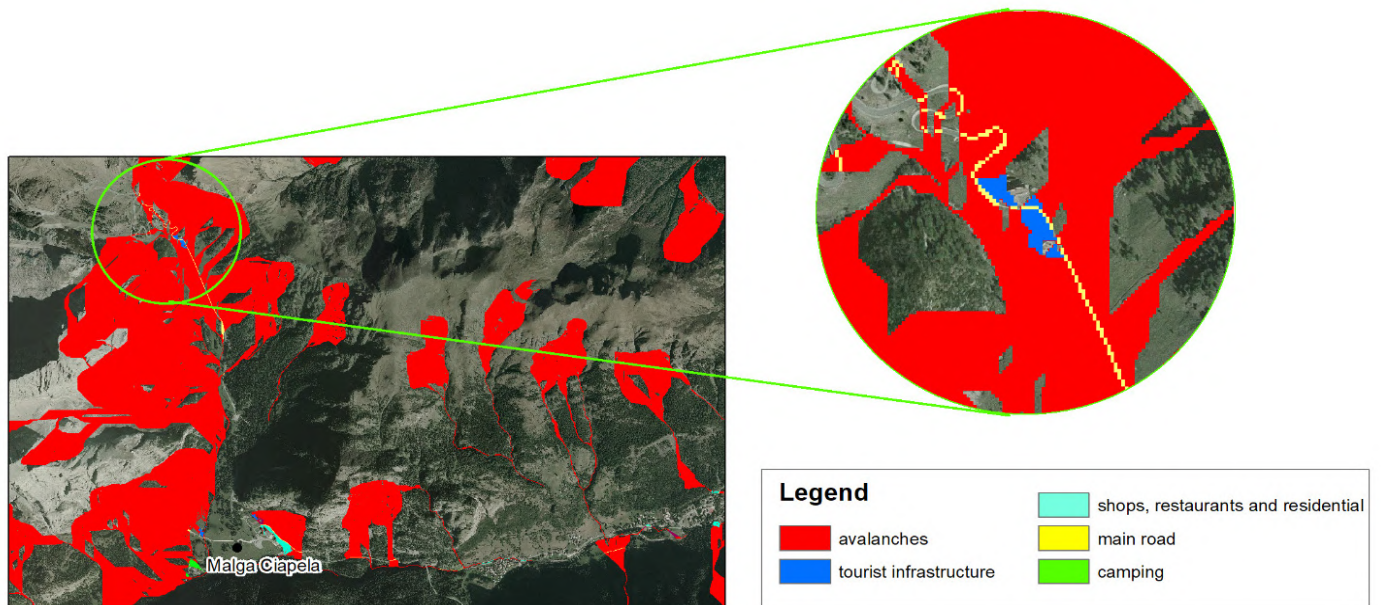 Malga Ciapela
Legend
avalanches
tourist infrastructure
shops, restaurants and residential
main road
camping